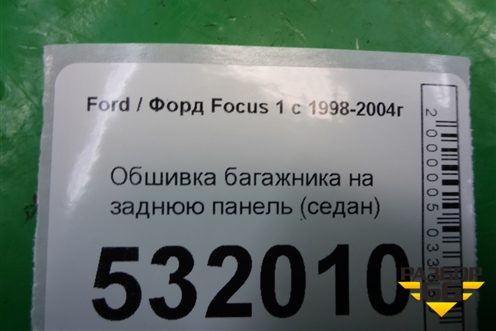 Ford / Форд Focus 1 с 1998-2004г
Обшивка багажника на
заднюю панель (седан)
532010